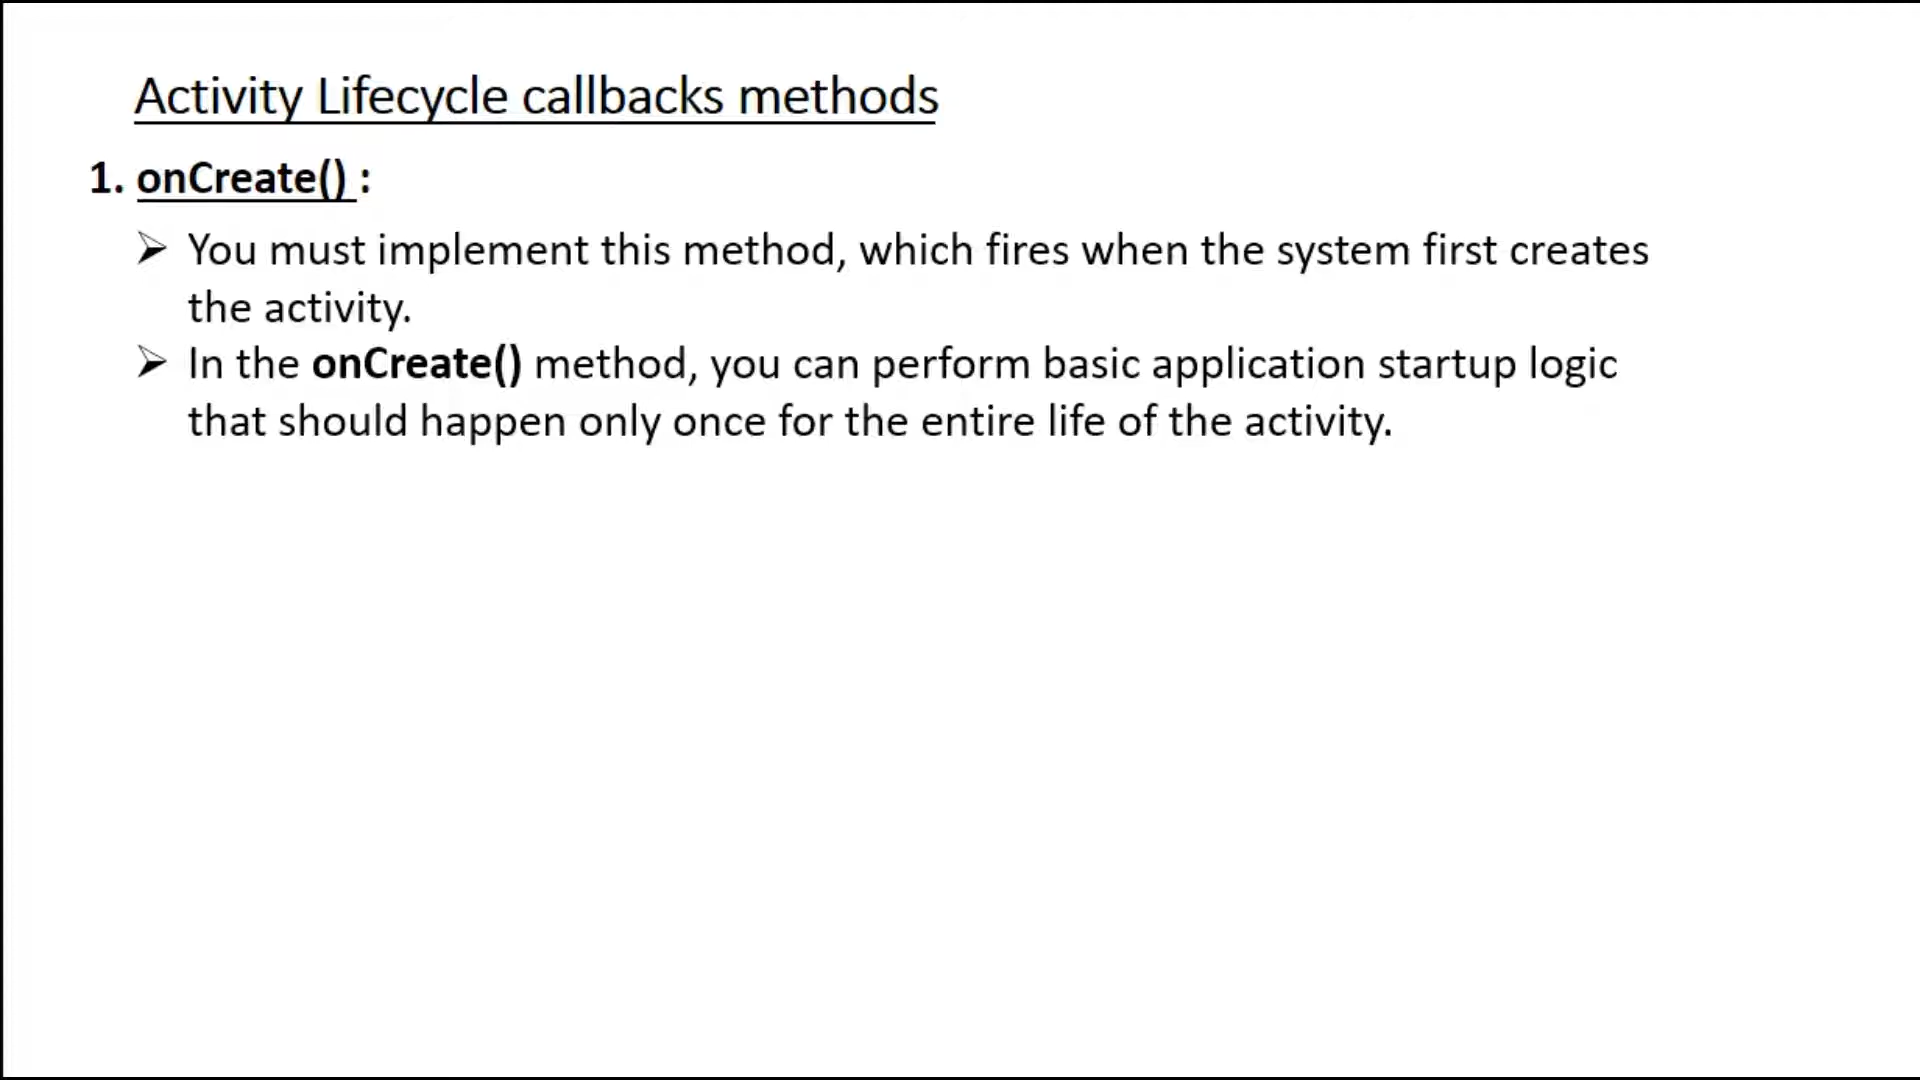 Activity Lifecycle callbacks methods
1. onCreate() :
➢ You must implement this method, which fires when the system first creates
the activity.
➢ In the onCreate() method, you can perform basic application startup logic
that should happen only once for the entire life of the activity.